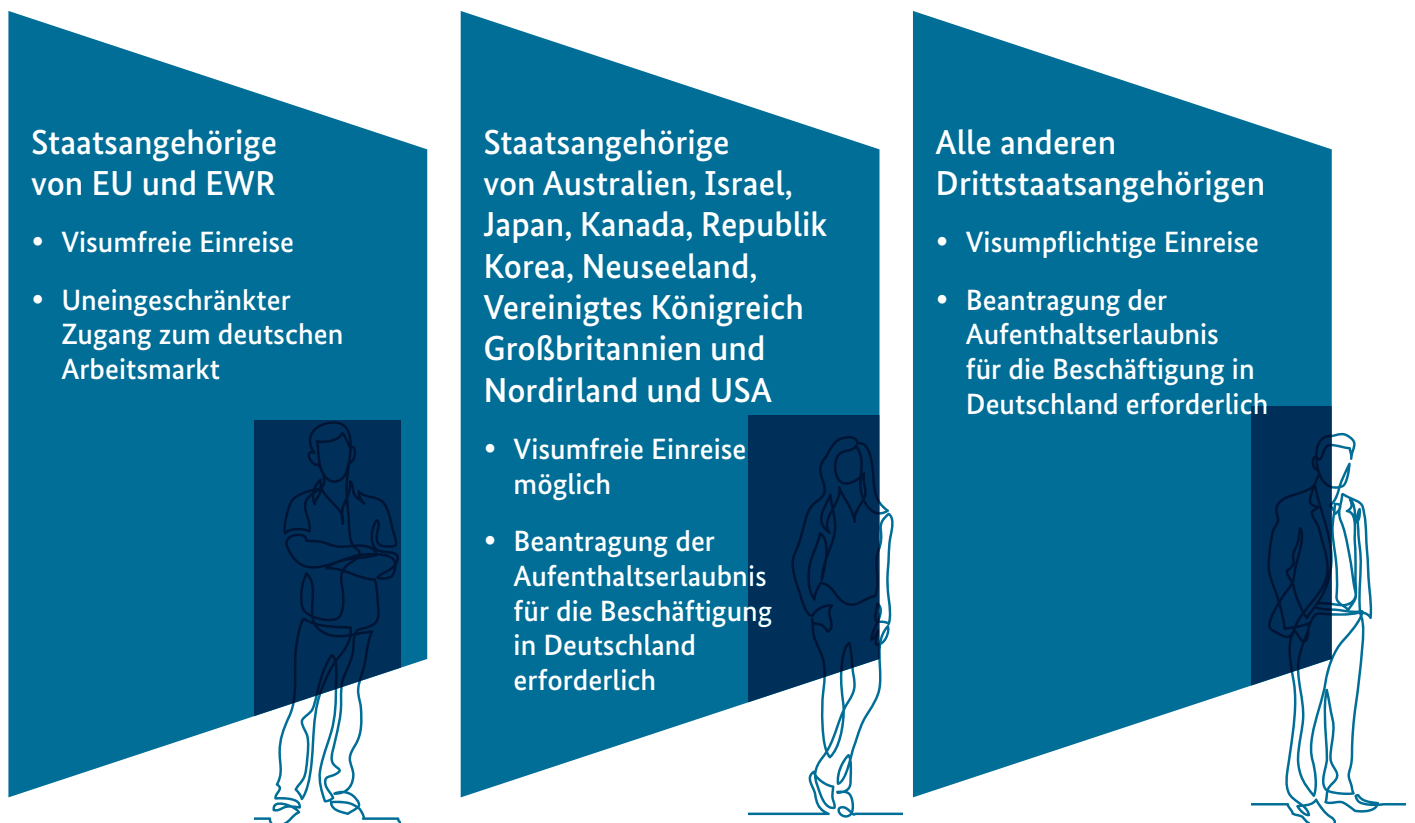 Staatsangehörige
von EU und EWR
• Visumfreie Einreise
• Uneingeschränkter
Zugang zum deutschen
Arbeitsmarkt
Staatsangehörige
von Australien, Israel,
Japan, Kanada, Republik
Korea, Neuseeland,
Vereinigtes Königreich
Großbritannien und
Nordirland und USA
• Visumfreie Einreise
möglich
• Beantragung der
Aufenthaltserlaubnis
für die Beschäftigung
in Deutschland
erforderlich
Alle anderen
Drittstaatsangehörigen
• Visumpflichtige Einreise
• Beantragung der
Aufenthaltserlaubnis
für die Beschäftigung in
Deutschland erforderlich